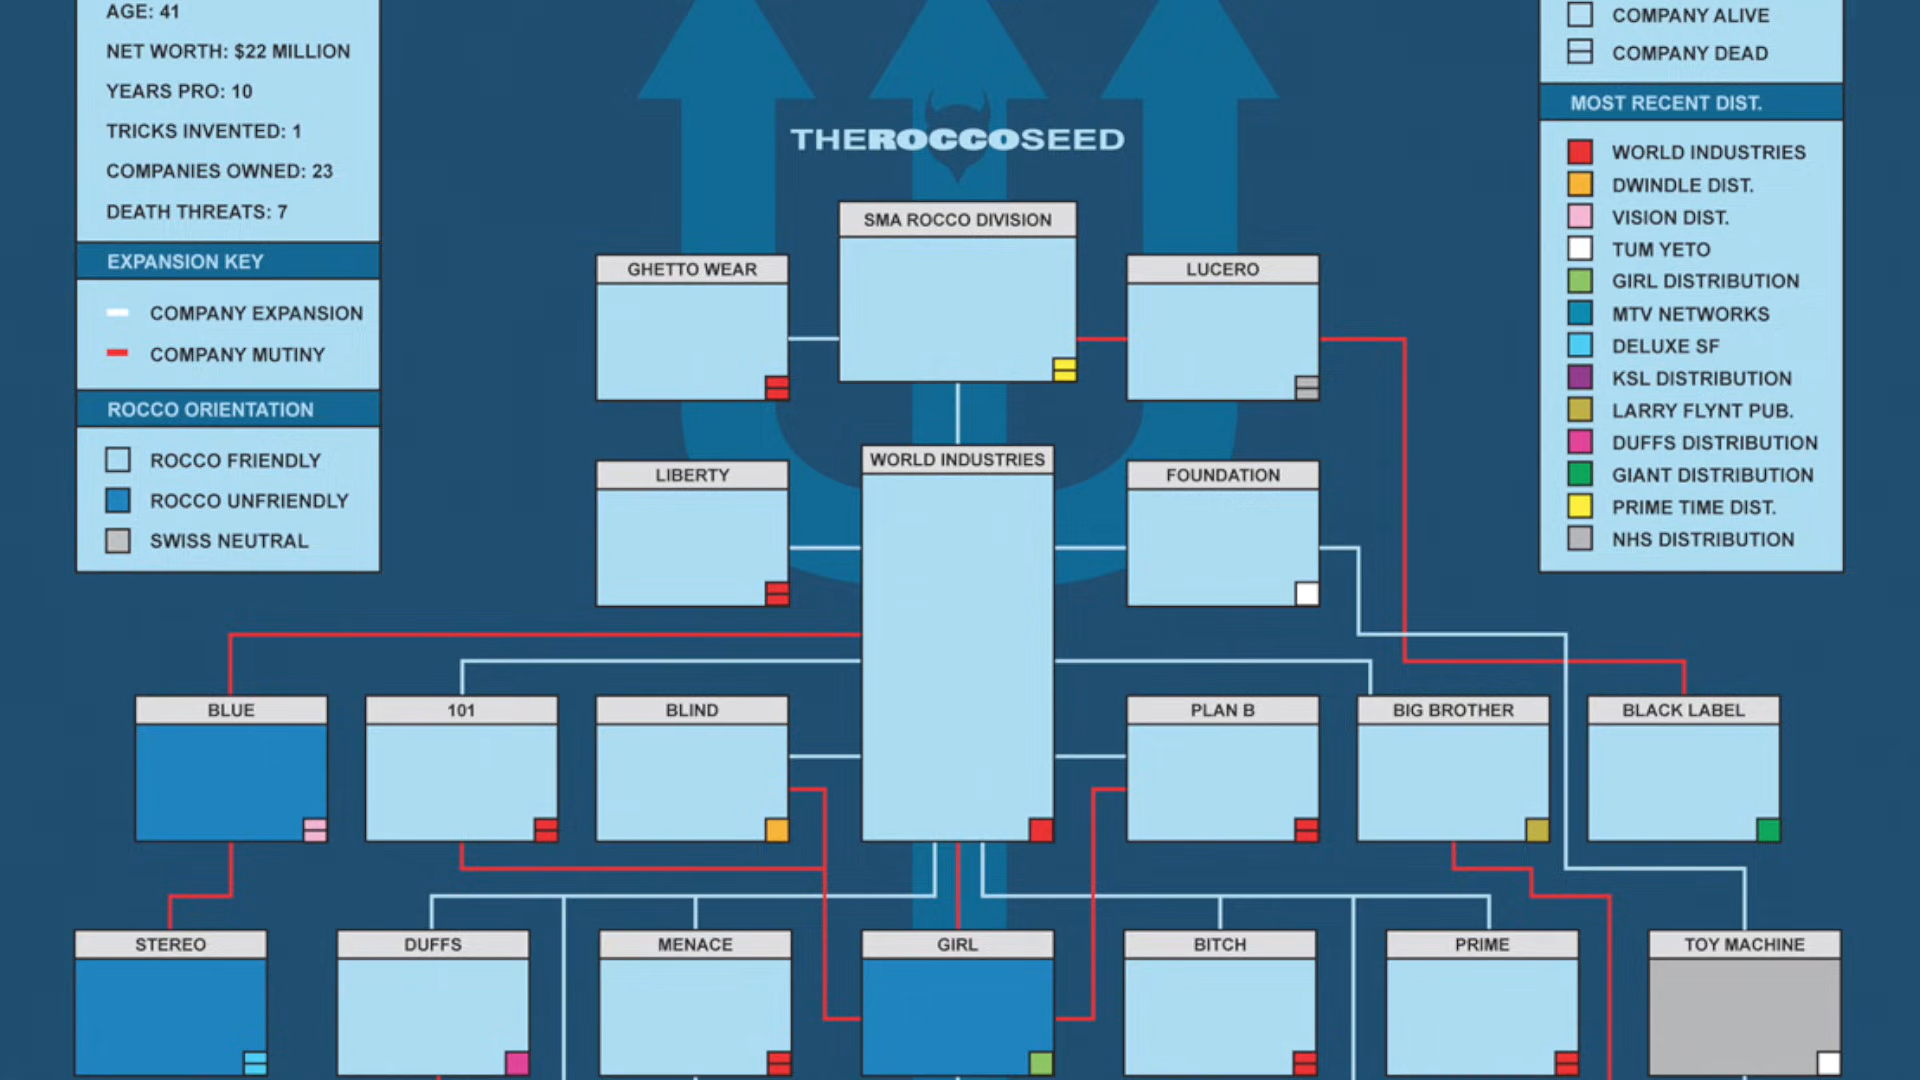 AGE: 41
NET WORTH: $22 MILLION
YEARS PRO: 10
TRICKS INVENTED: 1
COMPANIES OWNED: 23
DEATH THREATS: 7
EXPANSION KEY
COMPANY EXPANSION
COMPANY MUTINY
ROCCO ORIENTATION
ROCCO FRIENDLY
ROCCO UNFRIENDLY
SWISS NEUTRAL
THEROCCOSEED
SMA ROCCO DIVISION
GHETTO WEAR
LUCERO
LIBERTY
WORLD INDUSTRIES
FOUNDATION
COMPANY ALIVE
COMPANY DEAD
MOST RECENT DIST.
WORLD INDUSTRIES
DWINDLE DIST.
VISION DIST.
TUM YETO
GIRL DISTRIBUTION
MTV NETWORKS
DELUXE SF
KSL DISTRIBUTION
LARRY FLYNT PUB.
DUFFS DISTRIBUTION
GIANT DISTRIBUTION
PRIME TIME DIST.
NHS DISTRIBUTION
BLUE
101
BLIND
PLAN B
BIG BROTHER
BLACK LABEL
STEREO
DUFFS
MENACE
GIRL
BITCH
PRIME
TOY MACHINE